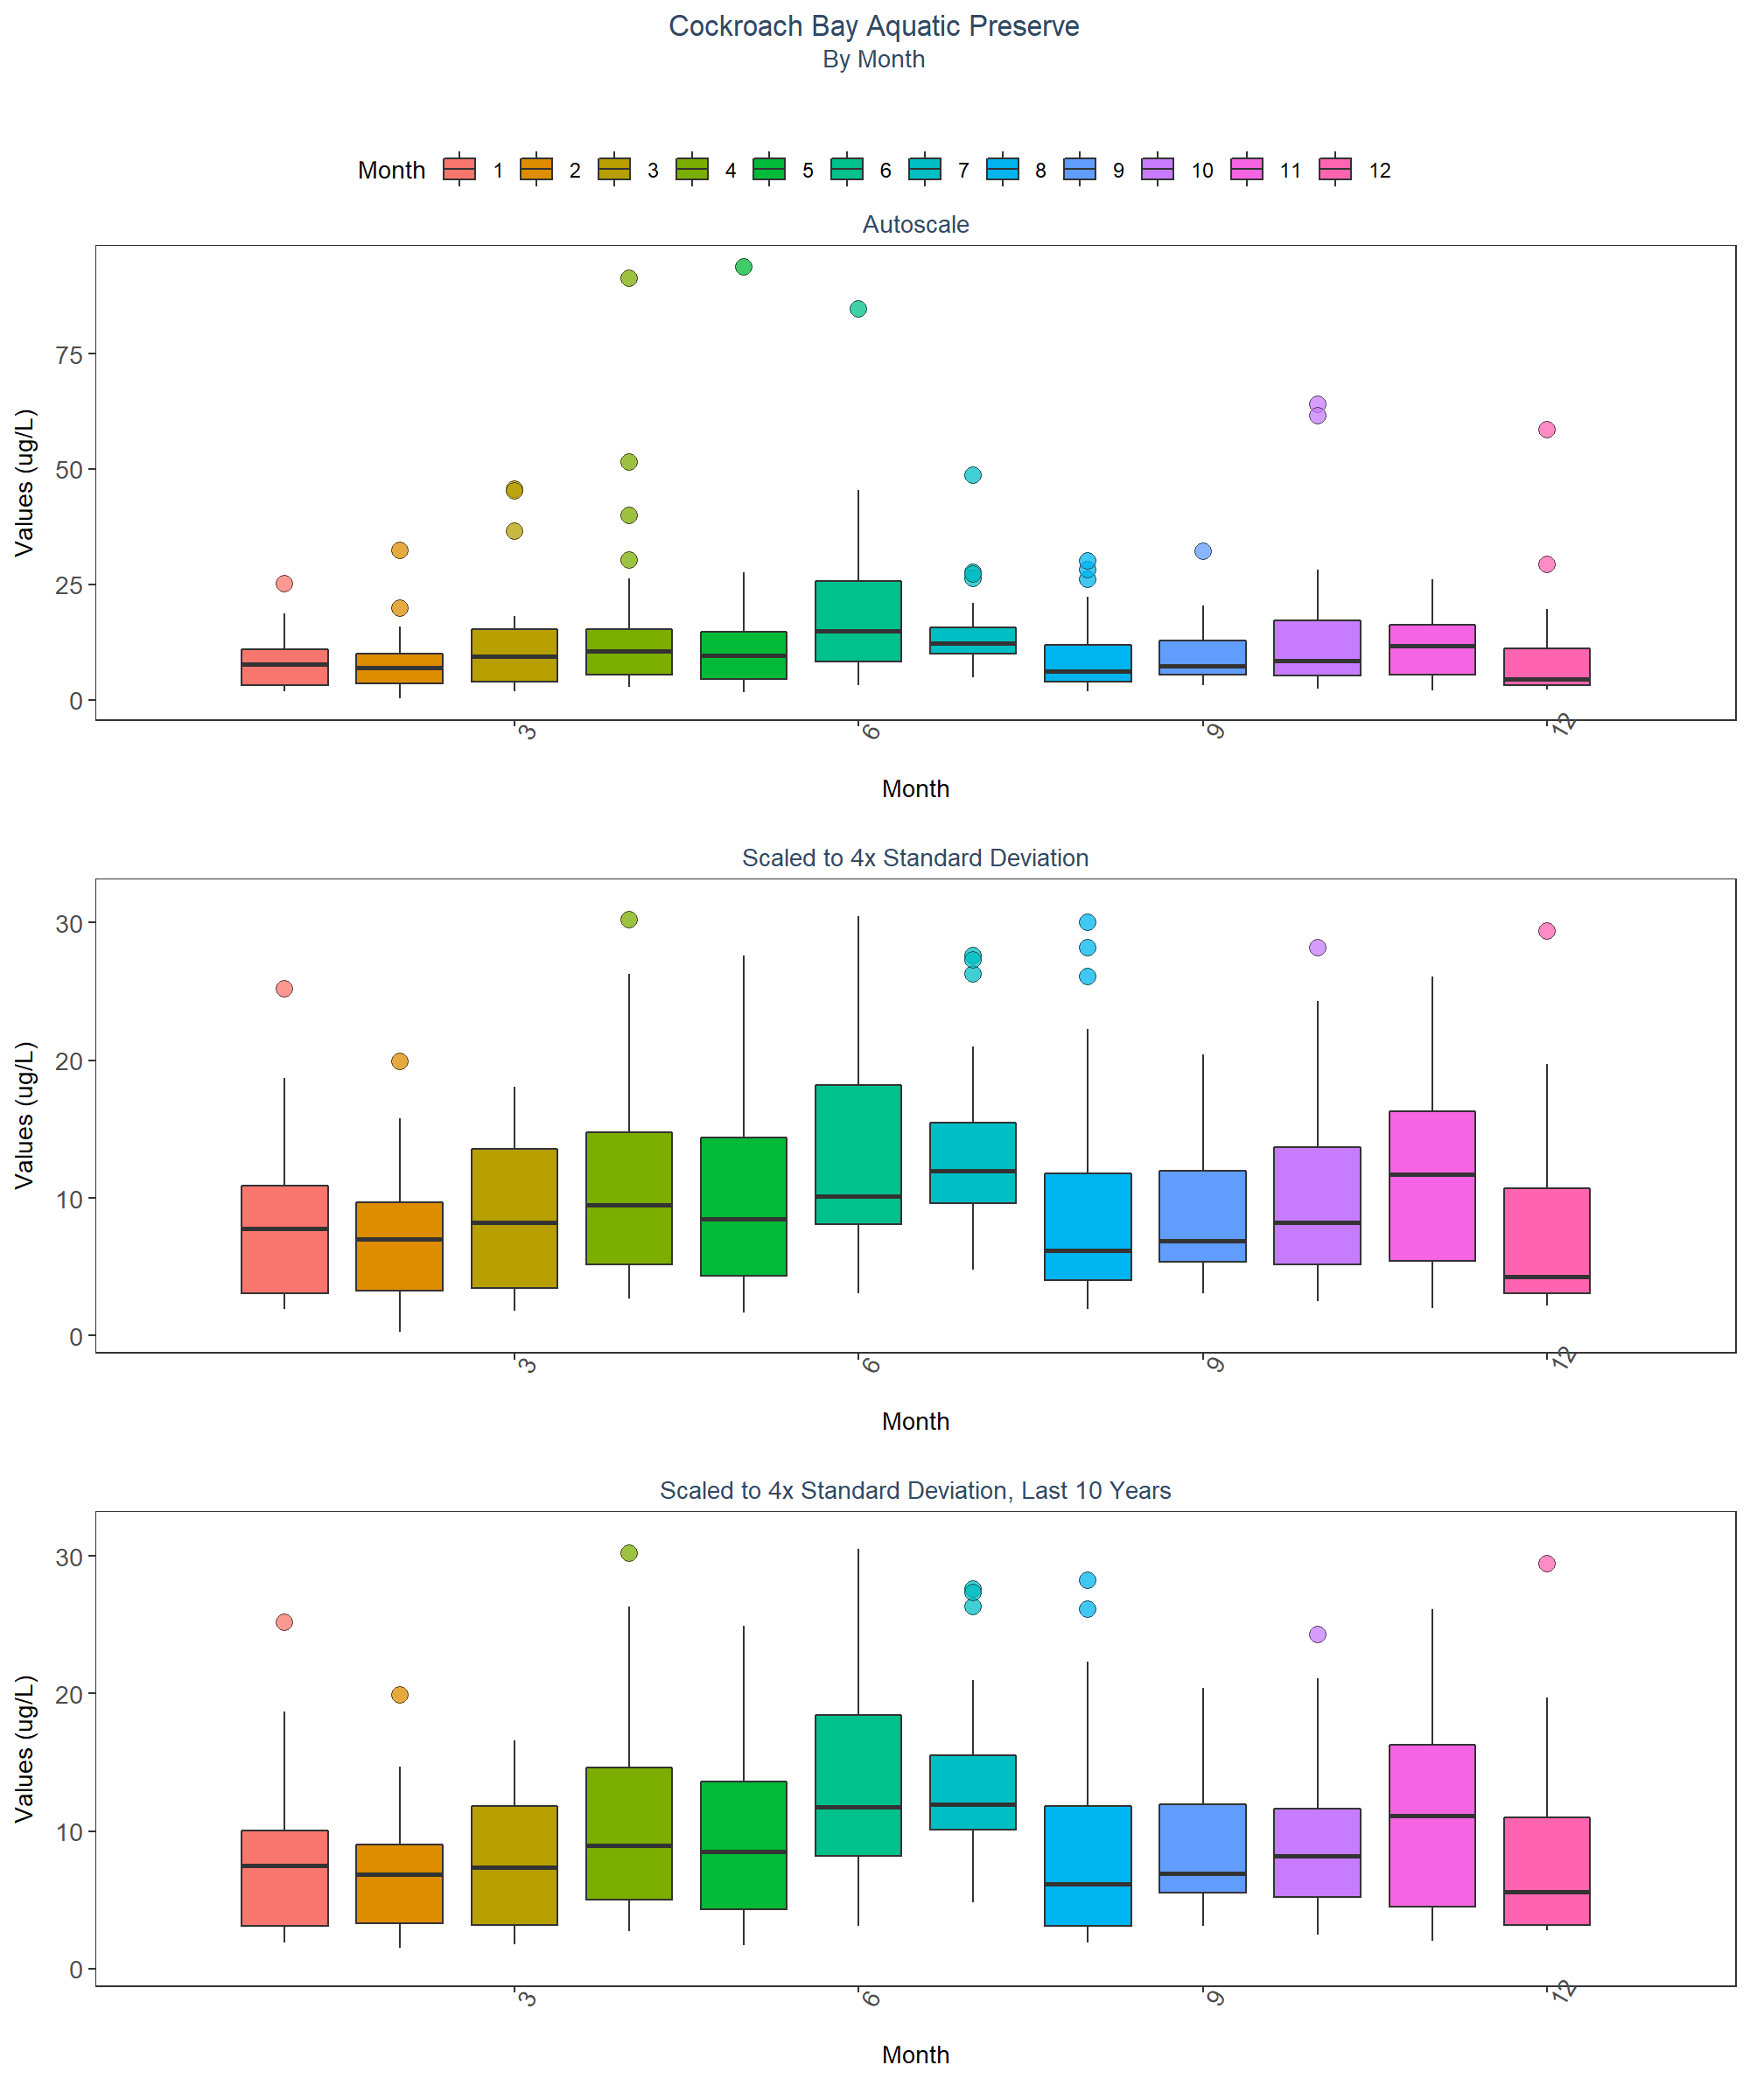 Cockroach Bay Aquatic Preserve
By Month
Month 1 2 3 4 5 6 7 8 9 10 11 12
Autoscale
Values (ug/L)
75
50
25
0
3 6 9 12
Month
Scaled to 4x Standard Deviation
Values (ug/L)
30
20
10
0
3 6 9 12
Month
Scaled to 4x Standard Deviation, Last 10 Years
Values (ug/L)
30
20
10
0
3 6 9 12
Month